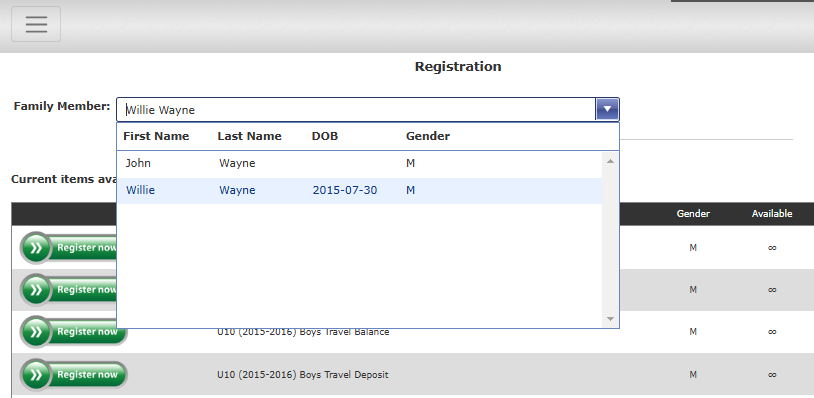 Registration
Family Member: Willie Wayne
First Name Last Name DOB Gender
John Wayne M
Willie Wayne 2015-07-30 M
Current items ava
Gender Available
Register now M ∞
Register now M ∞
Register now U10 (2015-2016) Boys Travel Balance M ∞
Register now U10 (2015-2016) Boys Travel Deposit M ∞